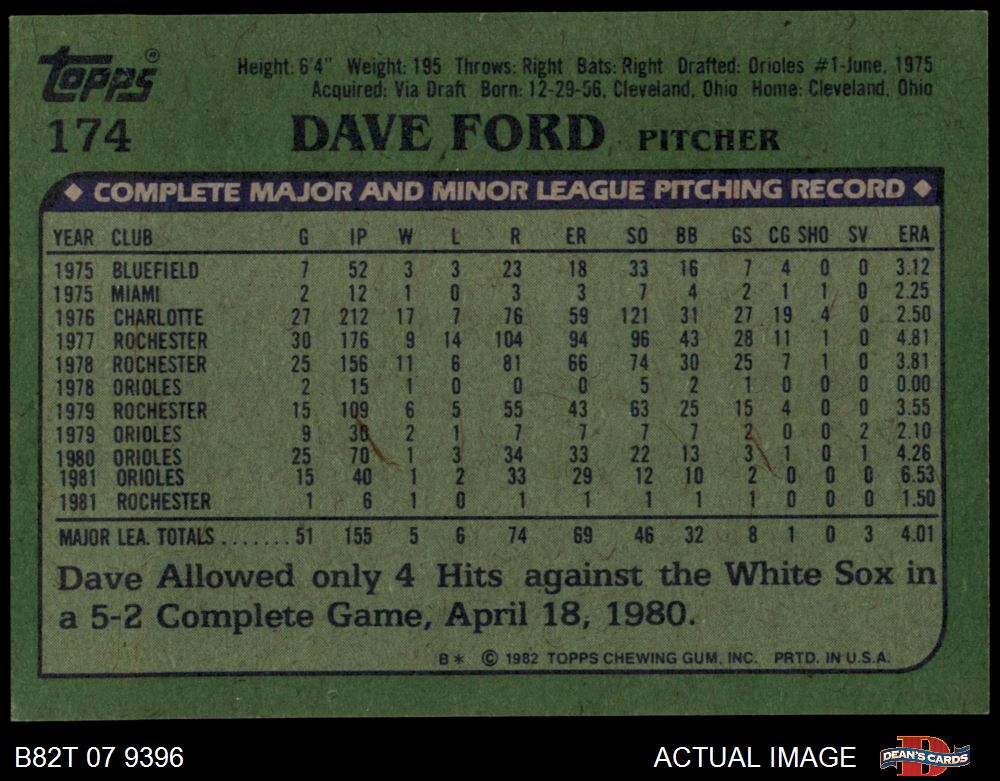 Topps®
Height: 6'4" Weight: 195 Throws: Right Bats: Right Drafted: Orioles #1-June, 1975
Acquired: Via Draft Born: 12-29-56, Cleveland, Ohio Home: Cleveland, Ohio
174 DAVE FORD PITCHER
◆ COMPLETE MAJOR AND MINOR LEAGUE PITCHING RECORD ◆
YEAR CLUB G IP W L R ER SO BB GS CG SHO SV ERA
1975 BLUEFIELD 7 52 3 3 23 18 33 16 7 4 0 0 3.12
1975 MIAMI 2 12 1 0 3 3 7 4 2 1 1 0 2.25
1976 CHARLOTTE 27 212 17 7 76 59 121 31 27 19 4 0 2.50
1977 ROCHESTER 30 176 9 14 104 94 96 43 28 11 1 0 4.81
1978 ROCHESTER 25 156 11 6 81 66 74 30 25 7 1 0 3.81
1978 ORIOLES 2 15 1 0 0 0 5 2 1 0 0 0 0.00
1979 ROCHESTER 15 109 6 5 55 43 63 25 15 4 0 0 3.55
1979 ORIOLES 9 30 2 1 7 7 7 7 2 0 0 2 2.10
1980 ORIOLES 25 70 1 3 34 33 22 13 3 1 0 1 4.26
1981 ORIOLES 15 40 1 2 33 29 12 10 2 0 0 0 6.53
1981 ROCHESTER 1 6 1 0 1 1 1 1 1 0 0 0 1.50
MAJOR LEA. TOTALS ....... 51 155 5 6 74 69 46 32 8 1 0 3 4.01
Dave Allowed only 4 Hits against the White Sox in
a 5-2 Complete Game, April 18, 1980.
B* © 1982 TOPPS CHEWING GUM, INC. PRTD. IN U.S.A.
B82T 07 9396 ACTUAL IMAGE DEAN'S CARDS